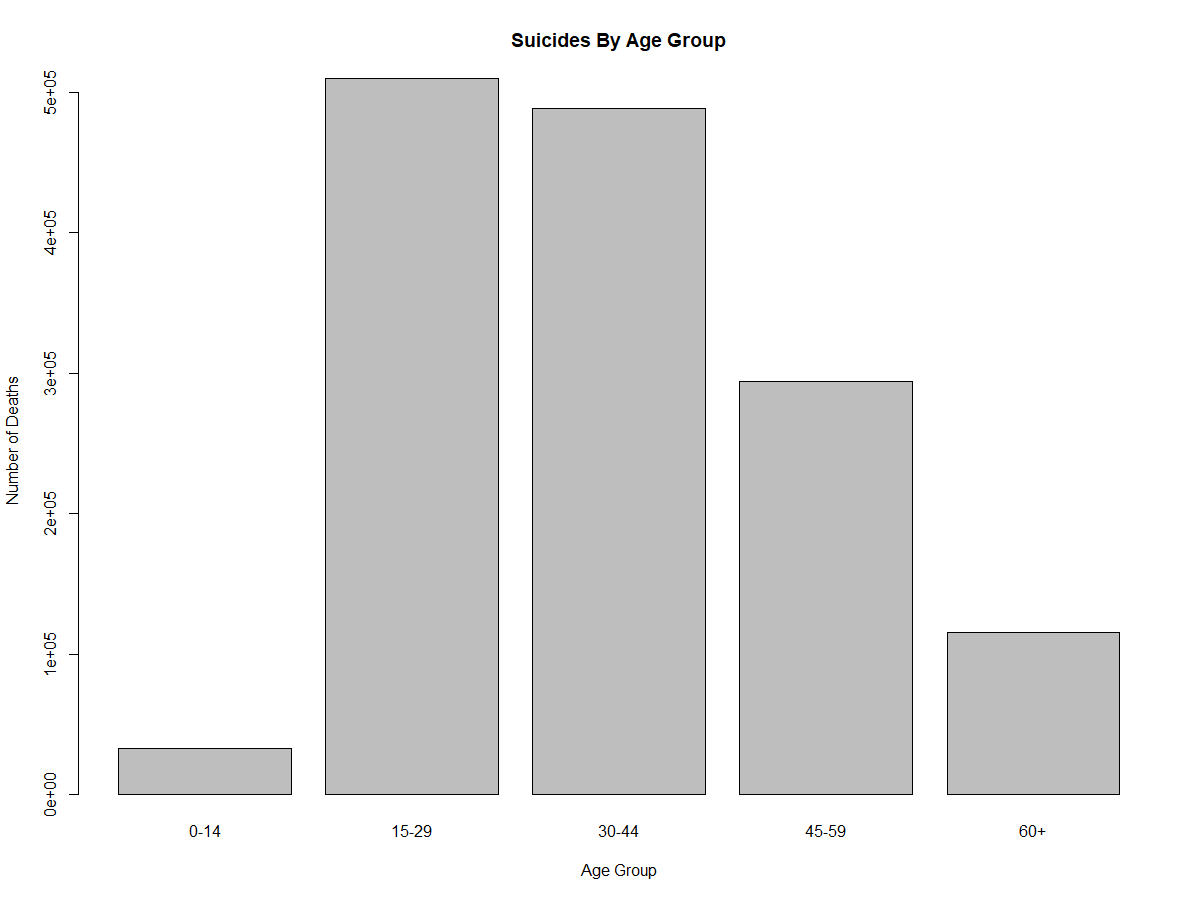 Suicides By Age Group
5e+05
4e+05
3e+05
2e+05
1e+05
0e+00
Number of Deaths
0-14
15-29
30-44
45-59
60+
Age Group